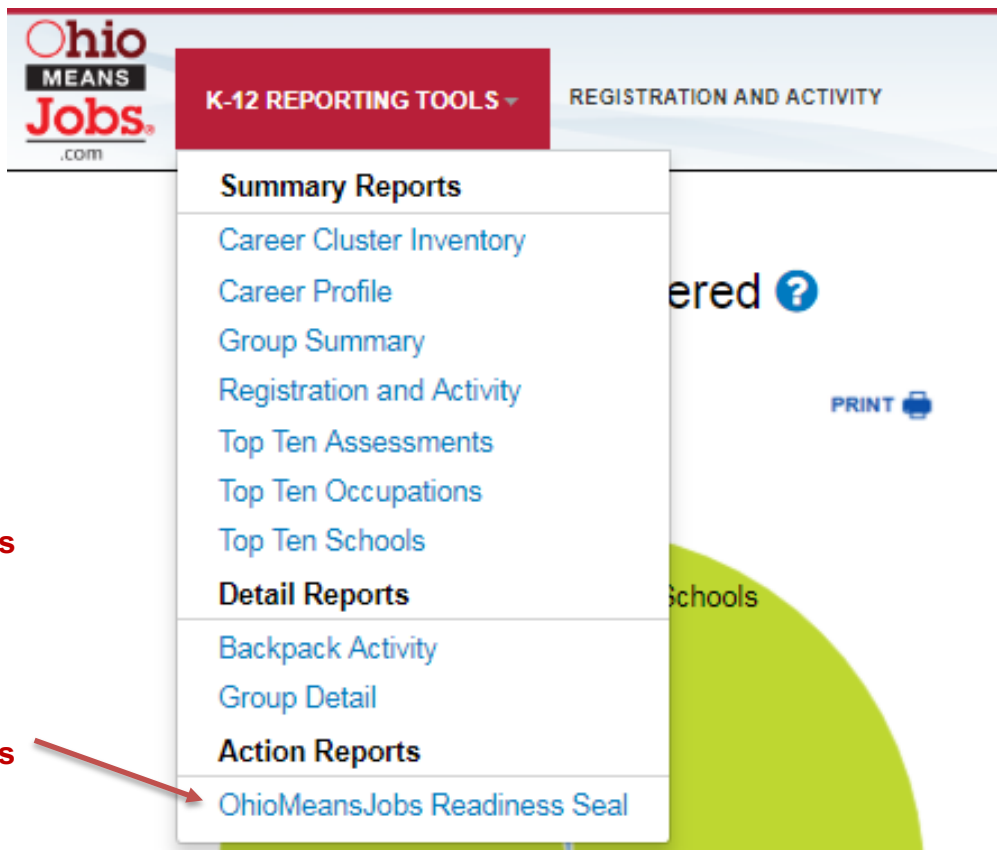 Ohio
MEANS
Jobs.
.com
K-12 REPORTING TOOLS
REGISTRATION AND ACTIVITY
Summary Reports
Career Cluster Inventory
Career Profile
ered ?
Group Summary
Registration and Activity
PRINT
Top Ten Assessments
Top Ten Occupations
s
Top Ten Schools
Detail Reports
Schools
Backpack Activity
Group Detail
s
Action Reports
OhioMeansJobs Readiness Seal